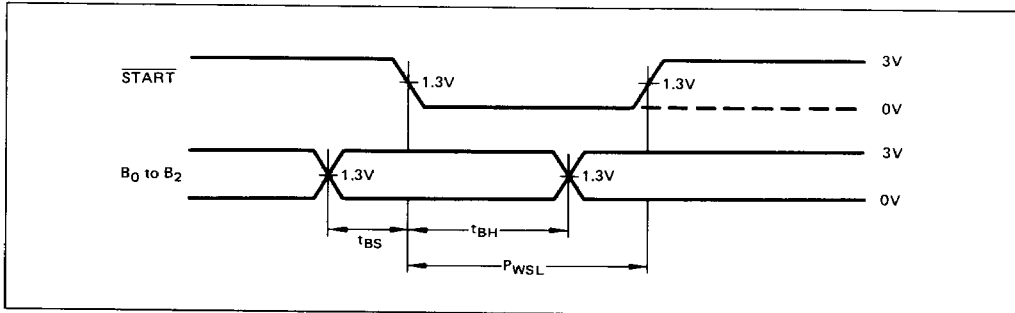 START
3V
1.3V
1.3V
0V
B0 to B2
3V
1.3V
1.3V
0V
tBS
tBH
PWSL